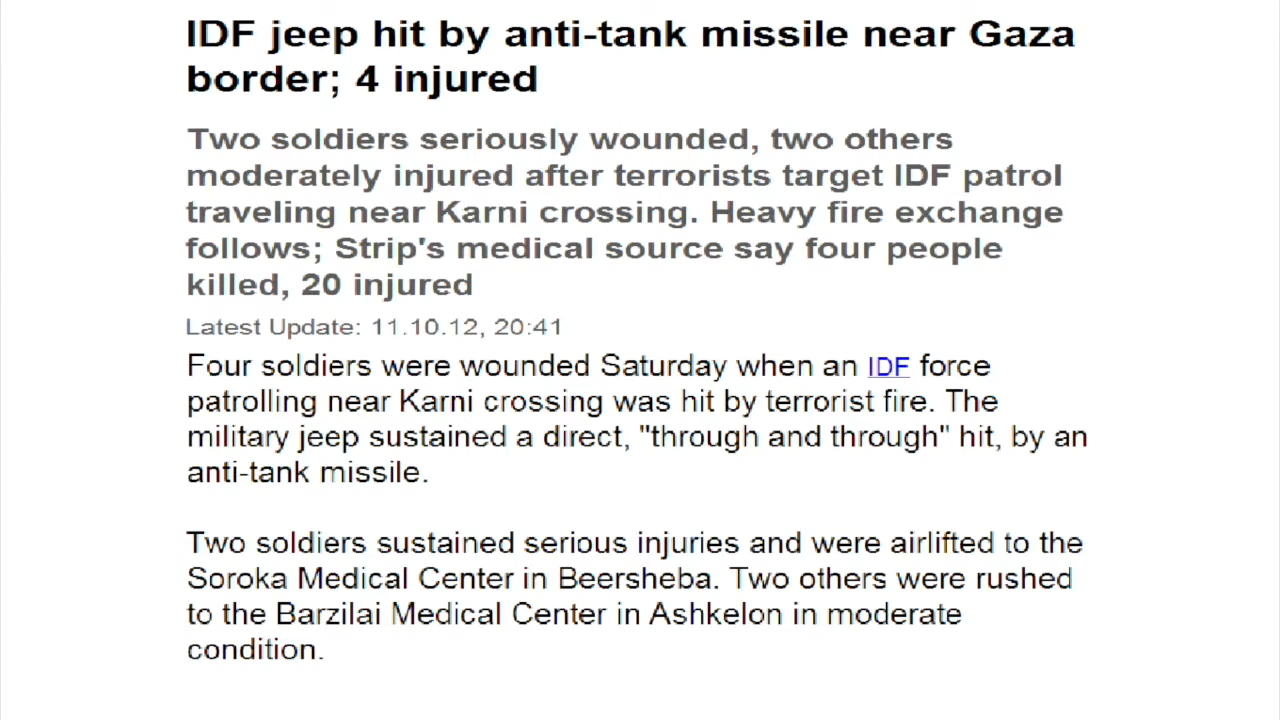 IDF jeep hit by anti-tank missile near Gaza
border; 4 injured
Two soldiers seriously wounded, two others
moderately injured after terrorists target IDF patrol
traveling near Karni crossing. Heavy fire exchange
follows; Strip's medical source say four people
killed, 20 injured
Latest Update: 11.10.12, 20:41
Four soldiers were wounded Saturday when an IDF force
patrolling near Karni crossing was hit by terrorist fire. The
military jeep sustained a direct, "through and through" hit, by an
anti-tank missile.
Two soldiers sustained serious injuries and were airlifted to the
Soroka Medical Center in Beersheba. Two others were rushed
to the Barzilai Medical Center in Ashkelon in moderate
condition.